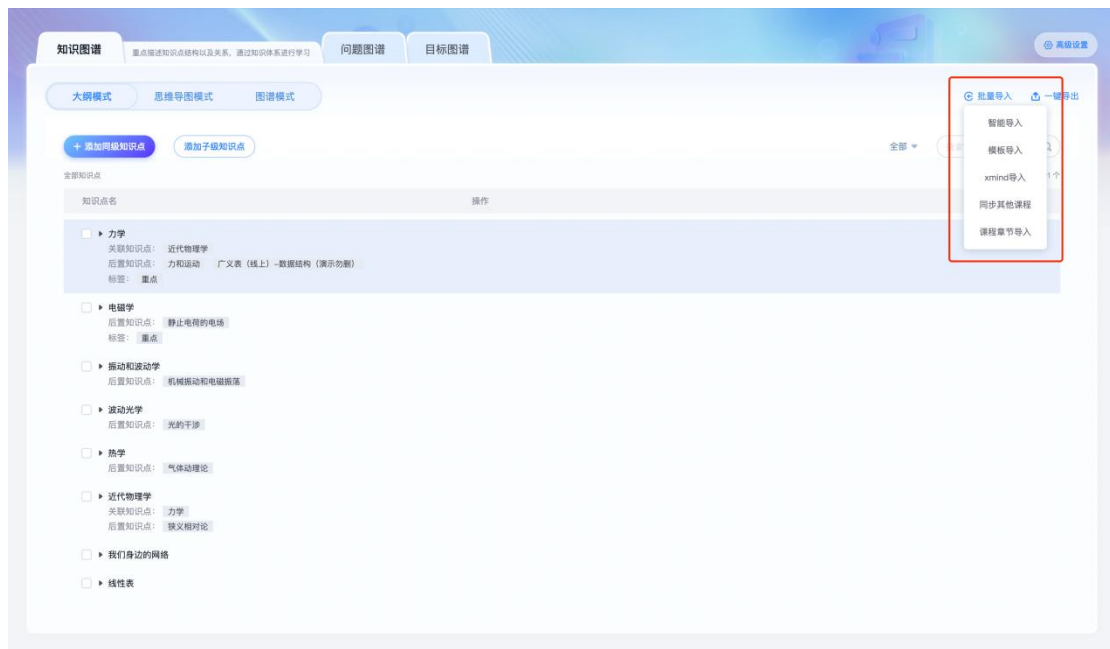 知识图谱 重点描述知识点结构以及关系，通过知识体系进行学习 问题图谱 目标图谱
高级设置
大纲模式 思维导图模式 图谱模式
批量导入 一键导出
智能导入
模板导入
xmind导入
同步其他课程
课程章节导入
+ 添加同级知识点 添加子级知识点
全部
全部知识点
个
知识点名 操作
力学
关联知识点： 近代物理学
后置知识点： 力和运动 广义表（线上）-数据结构（演示勿删）
标签： 重点
电磁学
后置知识点： 静止电荷的电场
标签： 重点
振动和波动学
后置知识点： 机械振动和电磁振荡
波动光学
后置知识点： 光的干涉
热学
后置知识点： 气体动理论
近代物理学
关联知识点： 力学
后置知识点： 狭义相对论
我们身边的网络
线性表